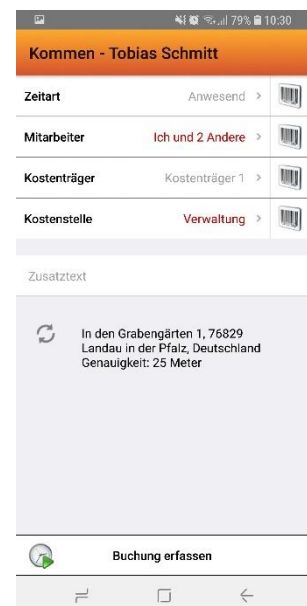 79% 10:30
Kommen - Tobias Schmitt
Zeitart Anwesend >
Mitarbeiter Ich und 2 Andere >
Kostenträger Kostenträger 1 >
Kostenstelle Verwaltung >
Zusatztext
In den Grabengärten 1, 76829
Landau in der Pfalz, Deutschland
Genauigkeit: 25 Meter
Buchung erfassen